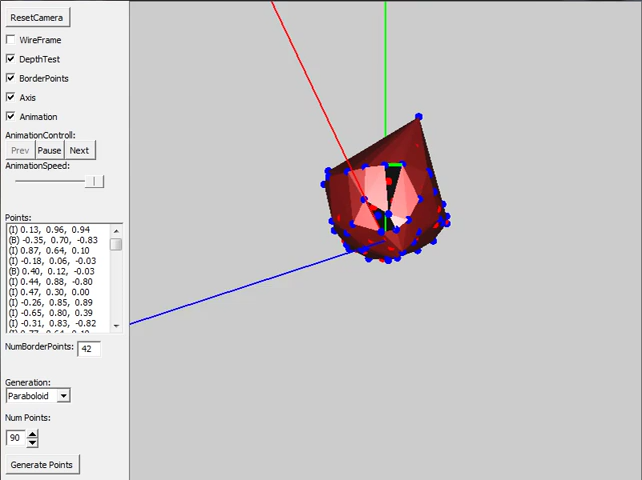 ResetCamera
WireFrame
DepthTest
BorderPoints
Axis
Animation
AnimationControll:
Prev Pause Next
AnimationSpeed:
Points:
(I) 0.13, 0.96, 0.94
(B) -0.35, 0.70, -0.83
(I) 0.87, 0.64, 0.10
(I) -0.18, 0.06, -0.03
(B) 0.40, 0.12, -0.03
(I) 0.44, 0.88, -0.80
(I) 0.47, 0.30, 0.00
(I) -0.26, 0.85, 0.89
(I) -0.65, 0.80, 0.39
(I) -0.31, 0.83, -0.82
NumBorderPoints: 42
Generation:
Paraboloid
Num Points:
90
Generate Points